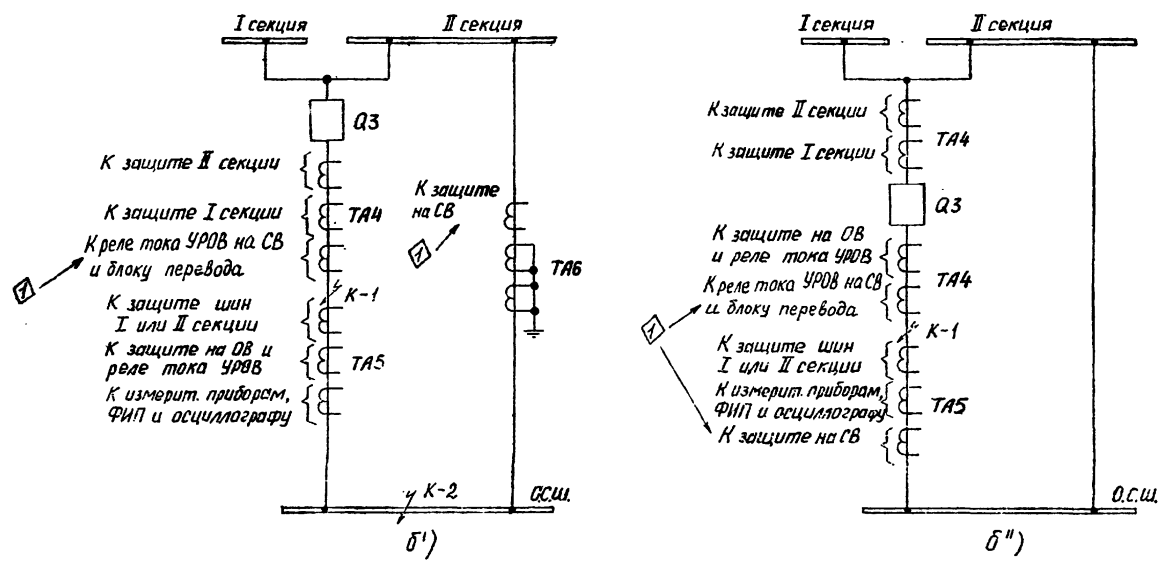 I секция
II секция
Q3
К защите II секции
К защите I секции
TA4
К реле тока УРОВ на СВ
и блоку перевода
1
К-1
К защите шин
I или II секции
К защите на ОВ и
реле тока УРОВ
TA5
К измерит. приборам,
ФИП и осциллографу
К защите
на СВ
1
TA6
К-2
О.С.Ш.
б')
I секция
II секция
К защите II секции
TA4
К защите I секции
Q3
К защите на ОВ
и реле тока УРОВ
TA4
К реле тока УРОВ на СВ
и блоку перевода
1
К-1
К защите шин
I или II секции
К измерит. приборам,
ФИП и осциллографу
TA5
К защите на СВ
О.С.Ш.
б")